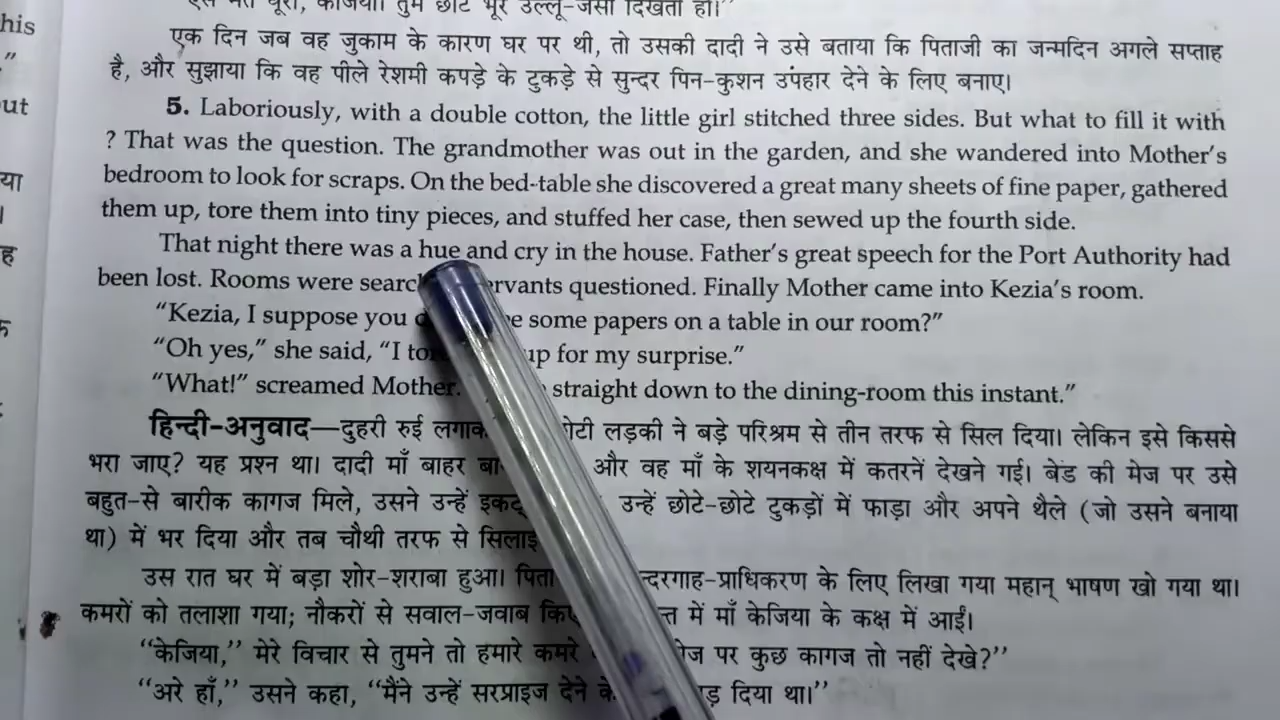 his
"
ut
या
।
ह
एक दिन जब वह जुकाम के कारण घर पर थी, तो उसकी दादी ने उसे बताया कि पिताजी का जन्मदिन अगले सप्ताह
है, और सुझाया कि वह पीले रेशमी कपड़े के टुकड़े से सुन्दर पिन-कुशन उपंहार देने के लिए बनाए।
5. Laboriously, with a double cotton, the little girl stitched three sides. But what to fill it with
? That was the question. The grandmother was out in the garden, and she wandered into Mother's
bedroom to look for scraps. On the bed-table she discovered a great many sheets of fine paper, gathered
them up, tore them into tiny pieces, and stuffed her case, then sewed up the fourth side.
That night there was a hue and cry in the house. Father's great speech for the Port Authority had
been lost. Rooms were questioned. Finally Mother came into Kezia's room.
"Kezia, I suppose you some papers on a table in our room?"
"Oh yes," she said, "I up for my surprise."
"What!" screamed Mother. straight down to the dining-room this instant."
हिन्दी-अनुवाद—दुहरी रुई लड़की ने बड़े परिश्रम से तीन तरफ से सिल दिया। लेकिन इसे किससे
भरा जाए? यह प्रश्न था। दादी माँ बाहर और वह माँ के शयनकक्ष में कतरनें देखने गई। बेड की मेज पर उसे
बहुत-से बारीक कागज मिले, उसने उन्हें उन्हें छोटे-छोटे टुकड़ों में फाड़ा और अपने थैले (जो उसने बनाया
था) में भर दिया और तब चौथी तरफ से
उस रात घर में बड़ा शोर-शराबा हुआ। के लिए लिखा गया महान् भाषण खो गया था।
कमरों को तलाशा गया; नौकरों से सवाल-जवाब में माँ केजिया के कक्ष में आईं।
"केजिया," मेरे विचार से तुमने तो हमारे कमरे पर कुछ कागज तो नहीं देखे?"
"अरे हाँ," उसने कहा, "मैंने उन्हें सरप्राइज देने दिया था।"